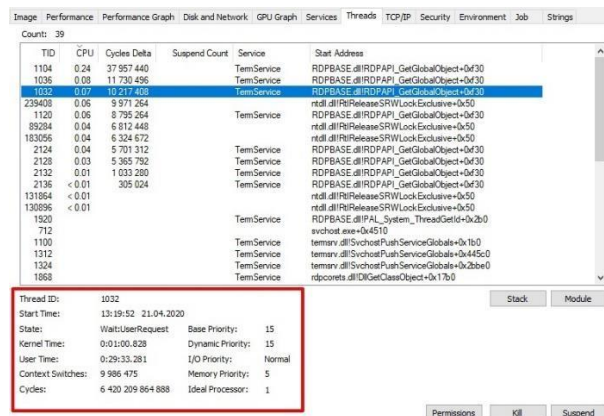 Image Performance Performance Graph Disk and Network GPU Graph Services Threads TCP/IP Security Environment Job Strings
Count: 39
TID CPU Cycles Delta Suspend Count Service Start Address
1104 0.24 37 957 440 TermService RDPBASE.dll!RDPAPI_GetGlobalObject+0xf30
1036 0.08 11 730 496 TermService RDPBASE.dll!RDPAPI_GetGlobalObject+0xf30
1032 0.07 10 217 408 TermService RDPBASE.dll!RDPAPI_GetGlobalObject+0xf30
239408 0.06 9 971 264 ntdll.dll!RtlReleaseSRWLockExclusive+0x50
1120 0.06 8 795 264 TermService RDPBASE.dll!RDPAPI_GetGlobalObject+0xf30
89284 0.04 6 812 448 ntdll.dll!RtlReleaseSRWLockExclusive+0x50
183056 0.04 6 324 672 ntdll.dll!RtlReleaseSRWLockExclusive+0x50
2124 0.04 5 701 312 TermService RDPBASE.dll!RDPAPI_GetGlobalObject+0xf30
2128 0.03 5 365 792 TermService RDPBASE.dll!RDPAPI_GetGlobalObject+0xf30
2132 0.01 1 033 280 TermService RDPBASE.dll!RDPAPI_GetGlobalObject+0xf30
2136 < 0.01 305 024 TermService RDPBASE.dll!RDPAPI_GetGlobalObject+0xf30
131864 < 0.01 ntdll.dll!RtlReleaseSRWLockExclusive+0x50
130896 < 0.01 ntdll.dll!RtlReleaseSRWLockExclusive+0x50
1920 TermService RDPBASE.dll!PAL_System_ThreadGetId+0x2b0
712 svchost.exe+0x4510
1100 TermService termsrv.dll!SvchostPushServiceGlobals+0x1b0
1312 TermService termsrv.dll!SvchostPushServiceGlobals+0x445c0
1324 TermService termsrv.dll!SvchostPushServiceGlobals+0x2bbe0
1868 TermService rdpcorets.dll!DllGetClassObject+0x17b0
Thread ID: 1032 Stack Module
Start Time: 13:19:52 21.04.2020
State: Wait:UserRequest Base Priority: 15
Kernel Time: 0:01:00.828 Dynamic Priority: 15
User Time: 0:29:33.281 I/O Priority: Normal
Context Switches: 9 986 475 Memory Priority: 5
Cycles: 6 420 209 864 888 Ideal Processor: 1
Permissions Kill Suspend